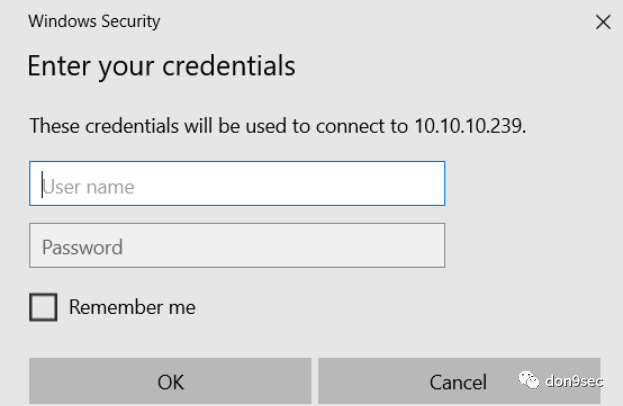 Windows Security
Enter your credentials
These credentials will be used to connect to 10.10.10.239.
User name
Password
Remember me
OK
Cancel
don9sec